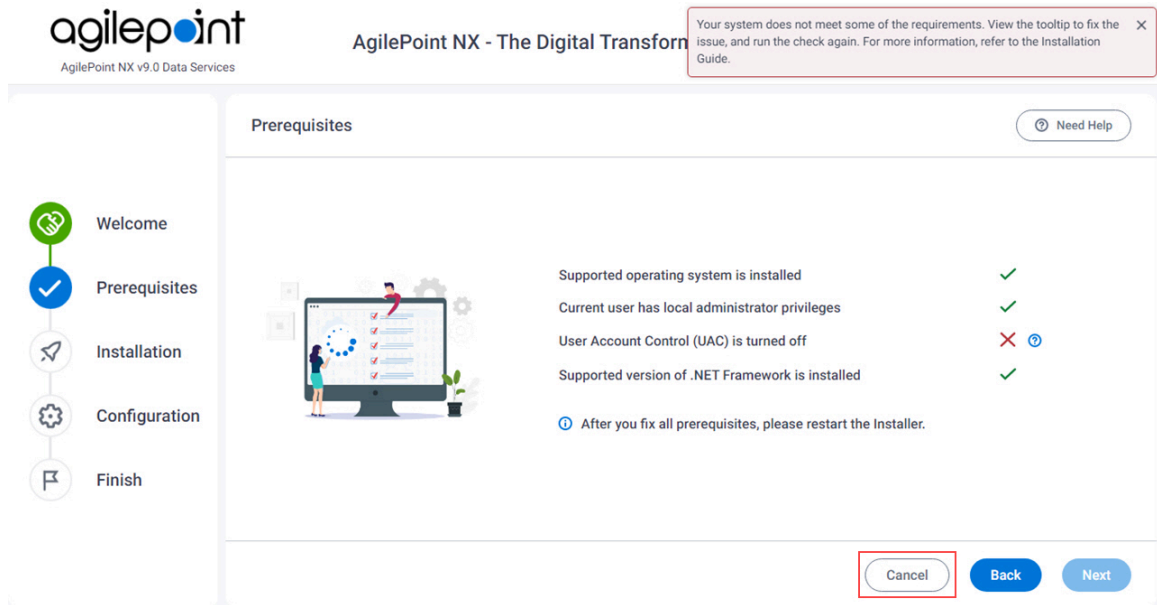 agilepoint
AgilePoint NX v9.0 Data Services
AgilePoint NX - The Digital Transform
Your system does not meet some of the requirements. View the tooltip to fix the
issue, and run the check again. For more information, refer to the Installation
Guide.
Prerequisites
Need Help
Welcome
Prerequisites
Installation
Configuration
Finish
Supported operating system is installed
Current user has local administrator privileges
User Account Control (UAC) is turned off
Supported version of .NET Framework is installed
After you fix all prerequisites, please restart the Installer.
Cancel
Back
Next